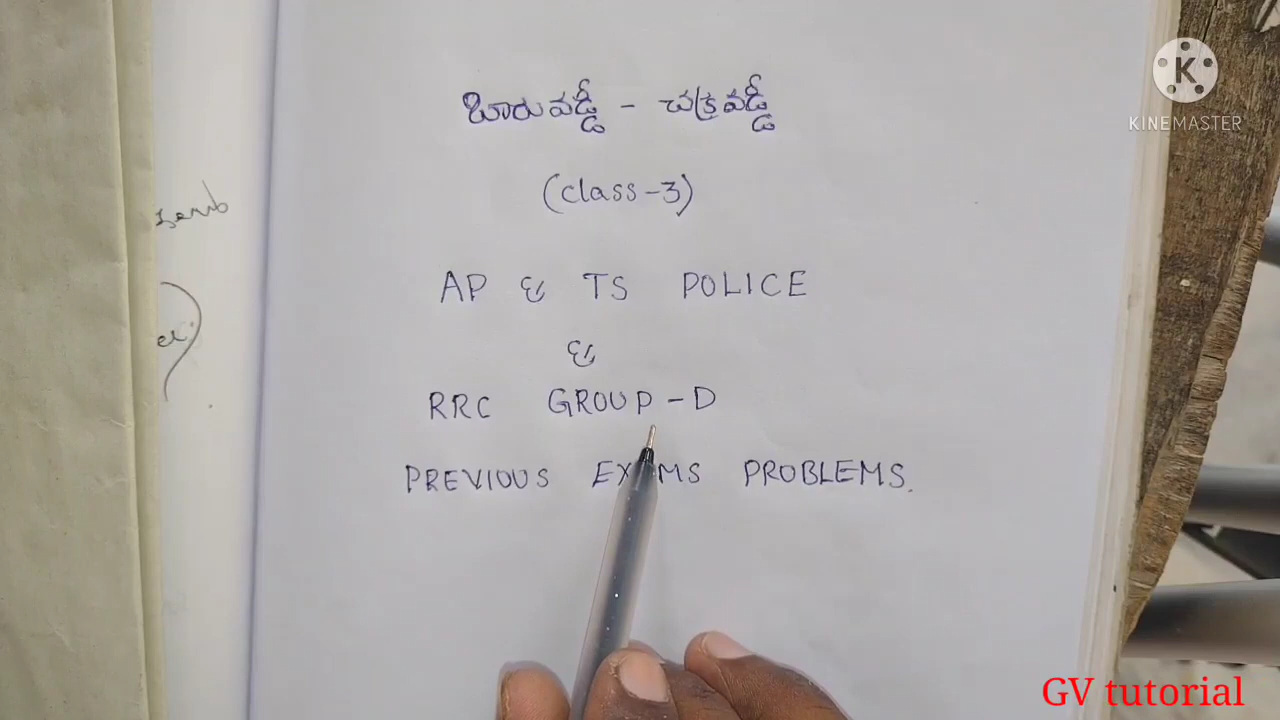 బారువడ్డీ - చక్రవడ్డీ
(class-3)
AP & TS POLICE
&
RRC GROUP-D
PREVIOUS EXAMS PROBLEMS.
K
KINEMASTER
GV tutorial